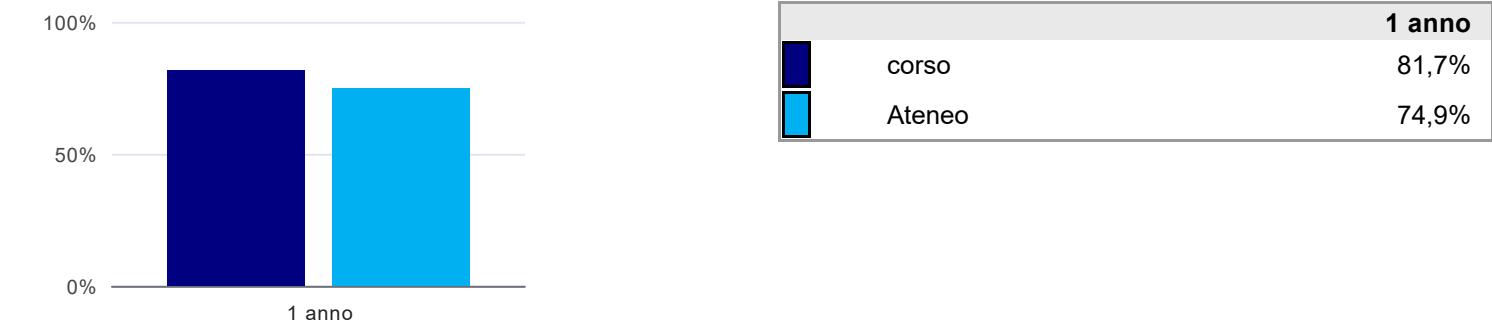 100%
50%
0%
1 anno
1 anno
corso 81,7%
Ateneo 74,9%